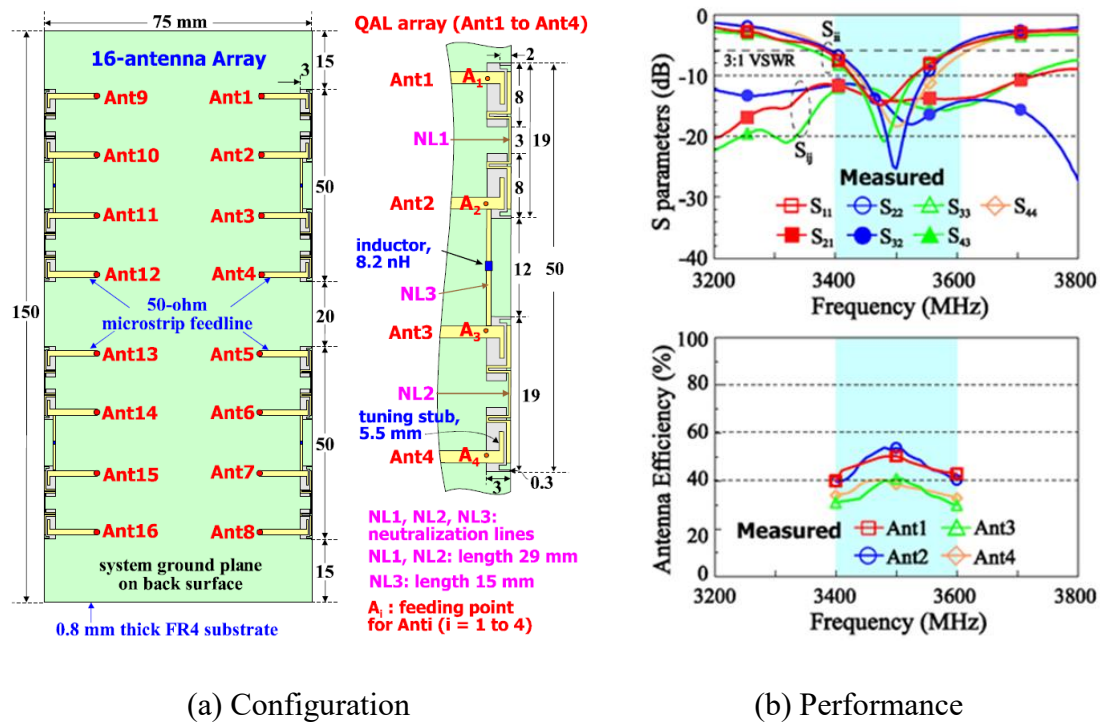 75 mm
16-antenna Array
15
3
Ant9
Ant1
Ant10
Ant2
50
Ant11
Ant3
Ant12
Ant4
50-ohm
microstrip feedline
150
20
Ant13
Ant5
Ant14
Ant6
50
Ant15
Ant7
Ant16
Ant8
system ground plane
on back surface
15
0.8 mm thick FR4 substrate
QAL array (Ant1 to Ant4)
2
Ant1
A1
8
NL1
3
19
8
Ant2
A2
inductor,
8.2 nH
12
50
NL3
Ant3
A3
NL2
19
tuning stub,
5.5 mm
Ant4
A4
3
0.3
NL1, NL2, NL3:
neutralization lines
NL1, NL2: length 29 mm
NL3: length 15 mm
Ai : feeding point
for Anti (i = 1 to 4)
S parameters (dB)
0
-10
-20
-30
-40
Sii
3:1 VSWR
Sij
Measured
S11
S22
S33
S44
S21
S32
S43
3200
3400
3600
3800
Frequency (MHz)
Antenna Efficiency (%)
100
80
60
40
20
0
Measured
Ant1
Ant3
Ant2
Ant4
3200
3400
3600
3800
Frequency (MHz)
(a) Configuration
(b) Performance